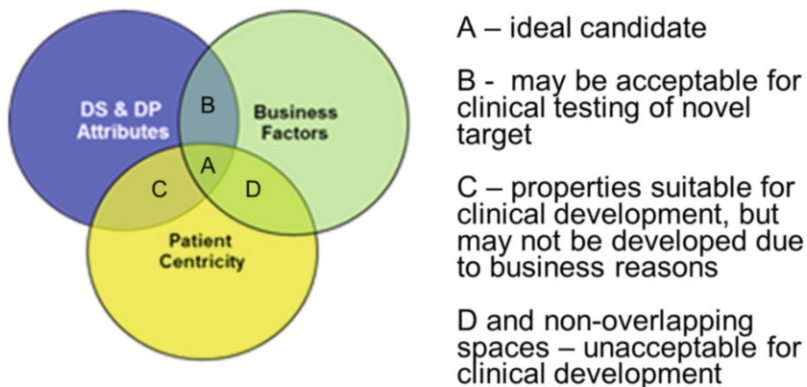 DS & DP
Attributes
B
Business
Factors
A
C
D
Patient
Centricity
A – ideal candidate
B - may be acceptable for
clinical testing of novel
target
C – properties suitable for
clinical development, but
may not be developed due
to business reasons
D and non-overlapping
spaces – unacceptable for
clinical development